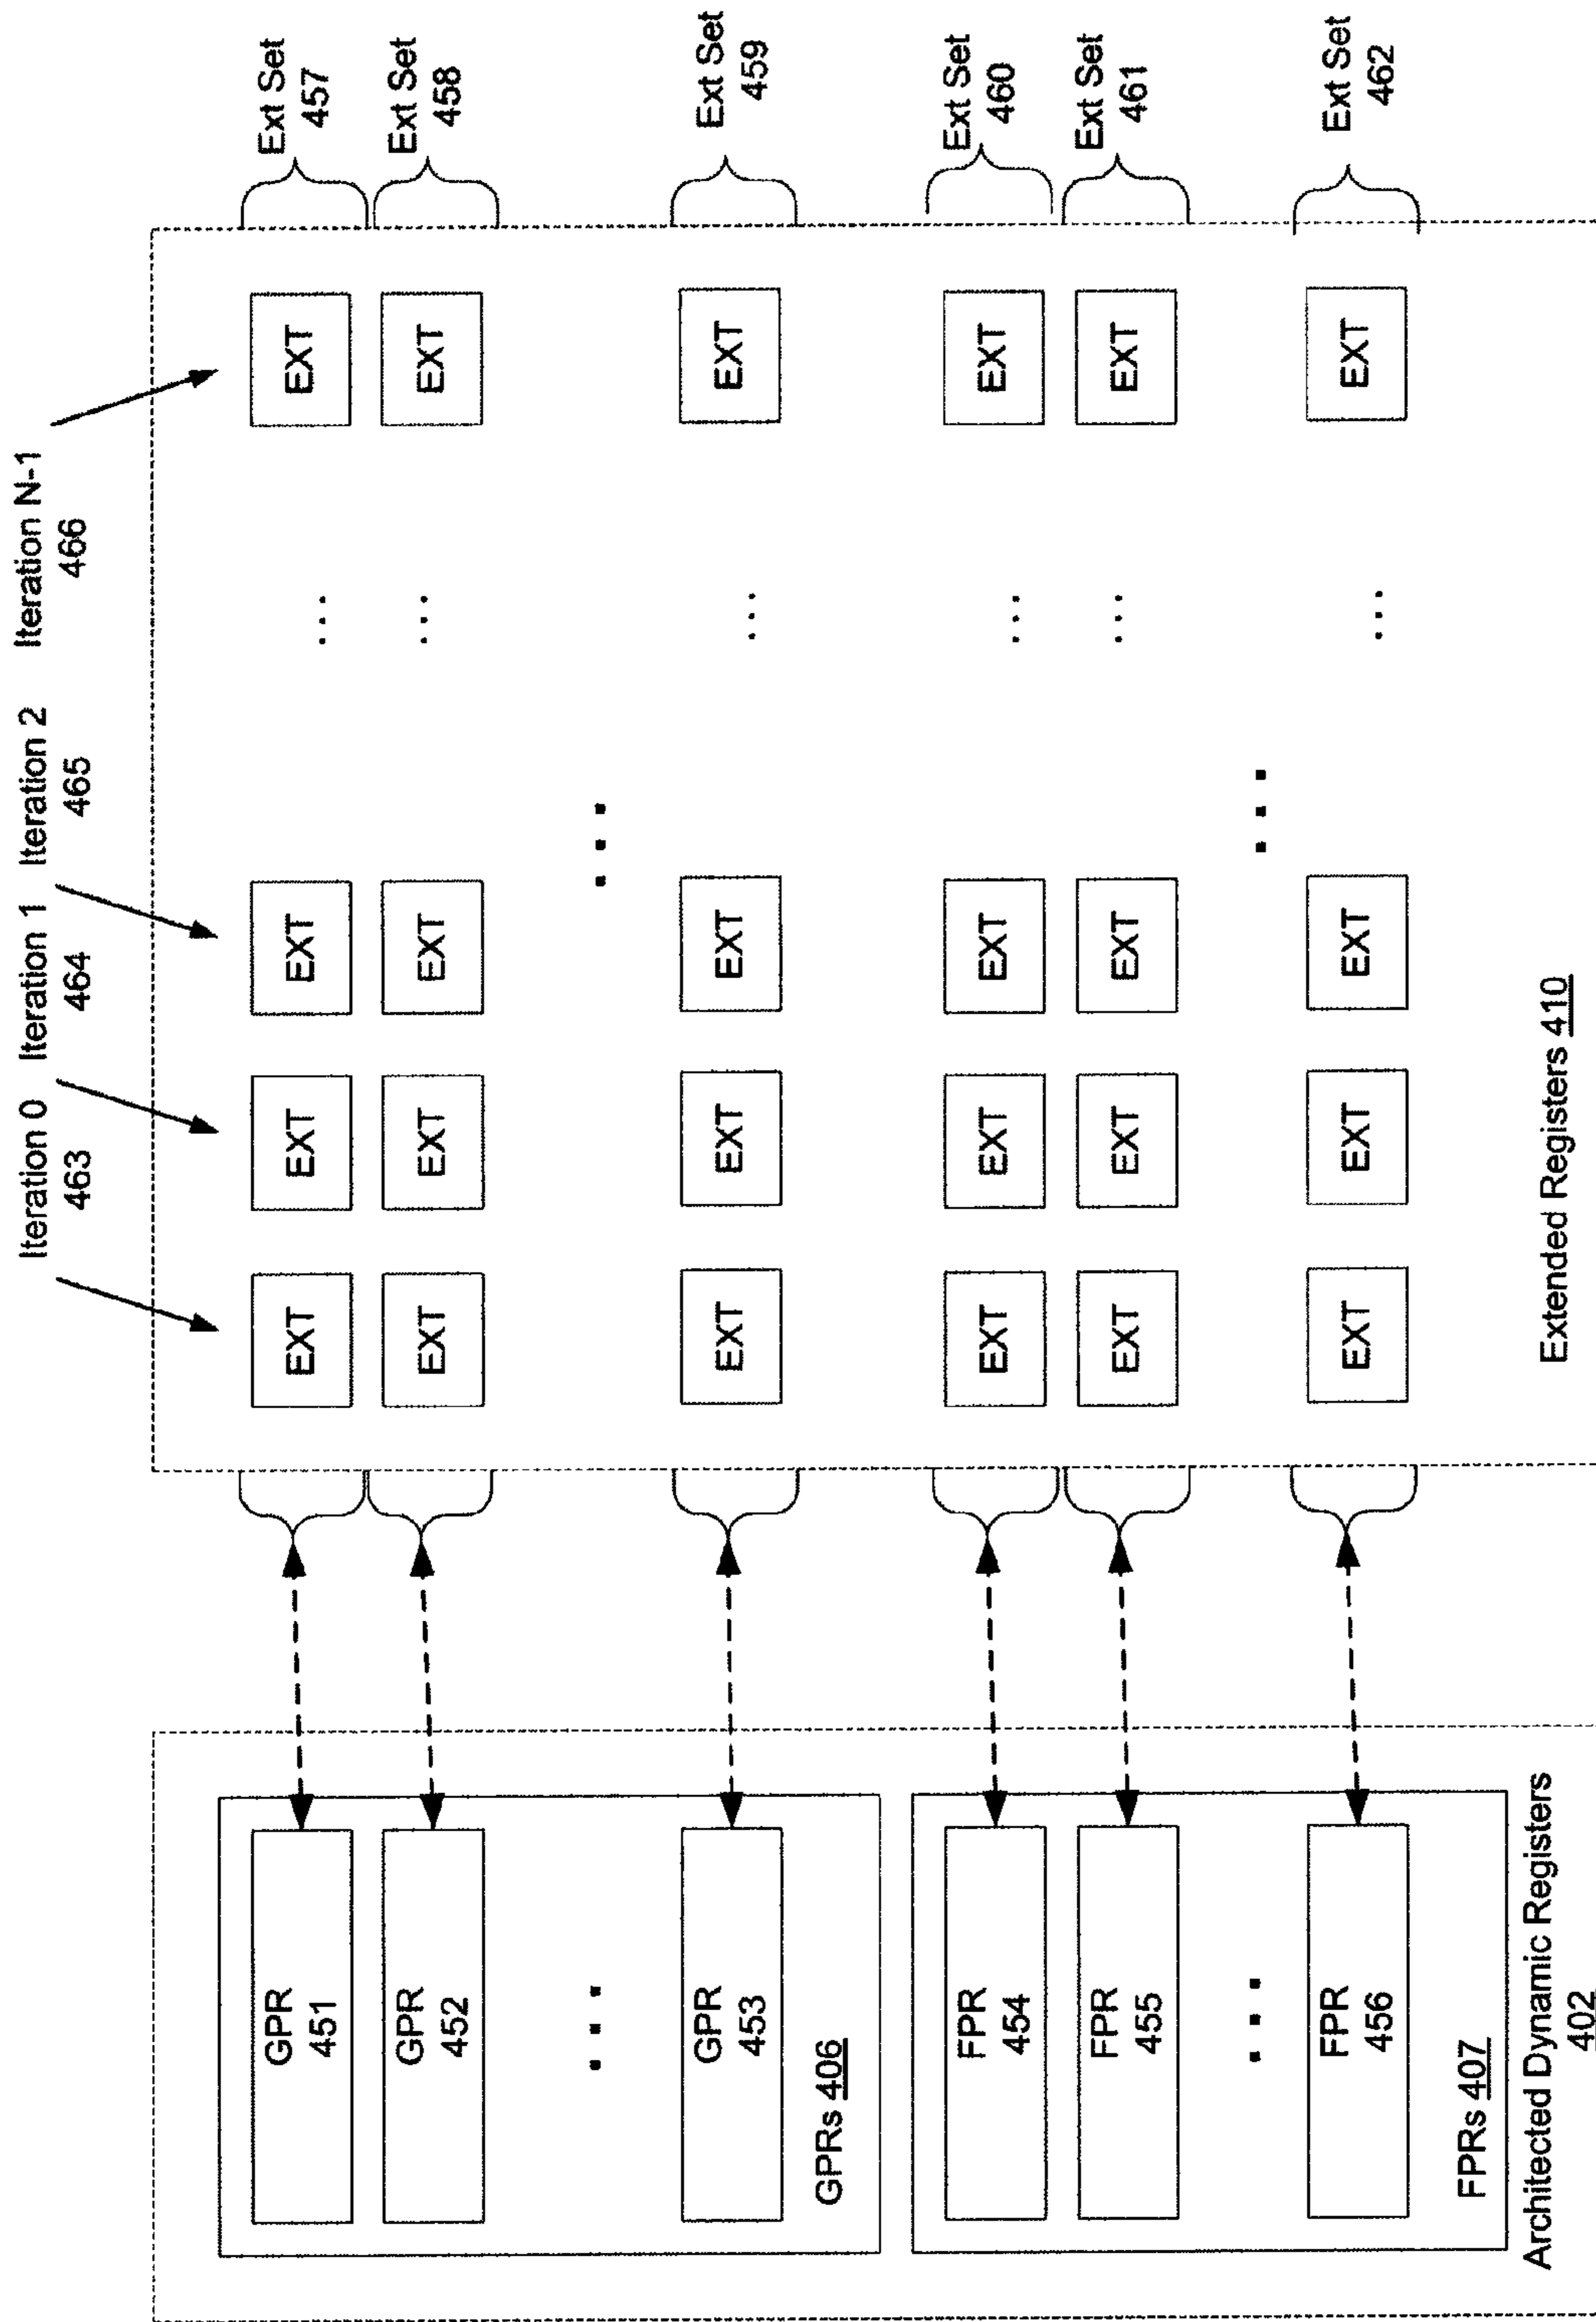 Iteration 0
463
Iteration 1
464
Iteration 2
465
Iteration N-1
466
GPR
451
EXT
EXT
EXT
...
EXT
Ext Set
457
GPR
452
EXT
EXT
EXT
...
EXT
Ext Set
458
...
...
GPR
453
EXT
EXT
EXT
...
EXT
Ext Set
459
GPRs 406
FPR
454
EXT
EXT
EXT
...
EXT
Ext Set
460
FPR
455
EXT
EXT
EXT
...
EXT
Ext Set
461
...
...
FPR
456
EXT
EXT
EXT
...
EXT
Ext Set
462
FPRs 407
Architected Dynamic Registers
402
Extended Registers 410